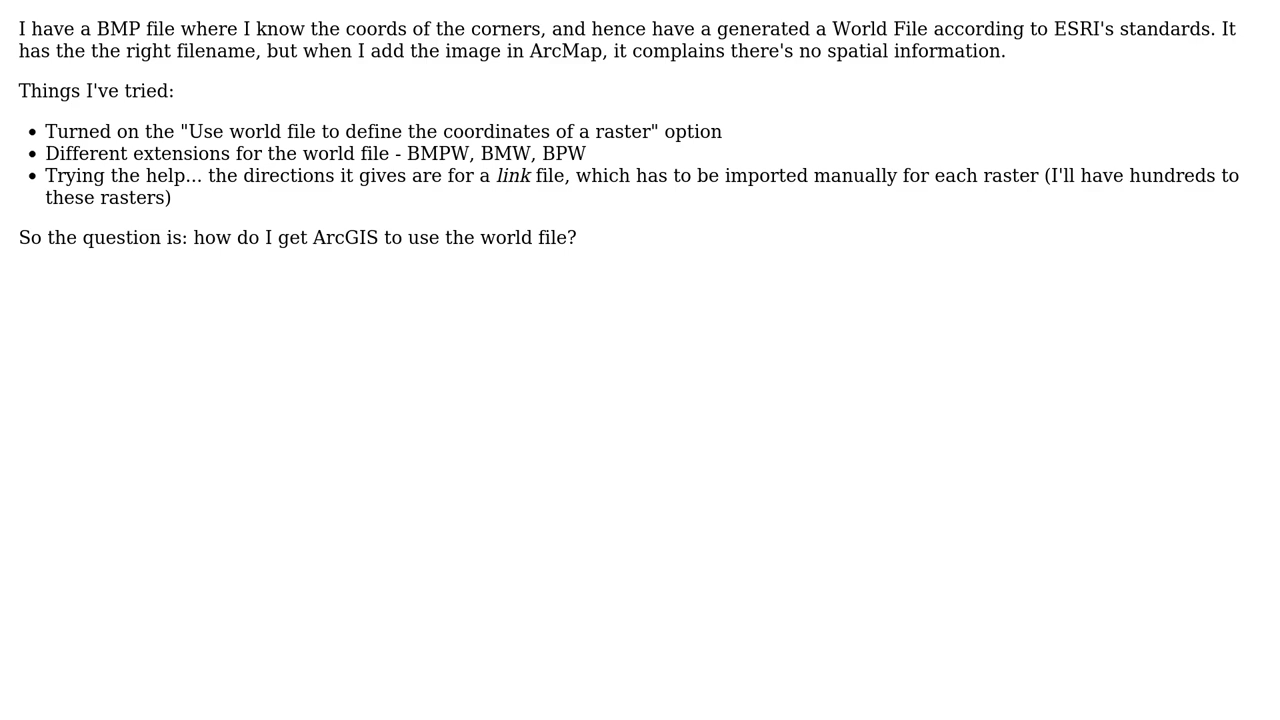 I have a BMP file where I know the coords of the corners, and hence have a generated a World File according to ESRI's standards. It
has the the right filename, but when I add the image in ArcMap, it complains there's no spatial information.
Things I've tried:
• Turned on the "Use world file to define the coordinates of a raster" option
• Different extensions for the world file - BMPW, BMW, BPW
• Trying the help... the directions it gives are for a link file, which has to be imported manually for each raster (I'll have hundreds to
these rasters)
So the question is: how do I get ArcGIS to use the world file?